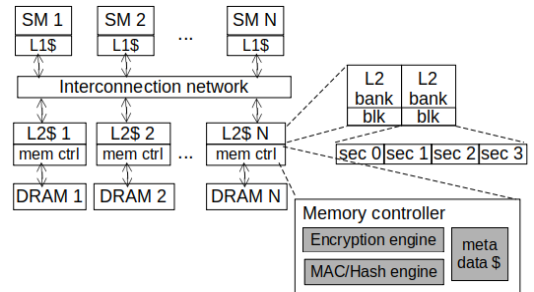 SM 1 SM 2 ... SM N
L1$ L1$ L1$
Interconnection network
L2$ 1 L2$ 2 ... L2$ N
mem ctrl mem ctrl mem ctrl
DRAM 1 DRAM 2 DRAM N
L2 L2
bank bank
blk blk
sec 0 sec 1 sec 2 sec 3
Memory controller
Encryption engine
MAC/Hash engine
meta
data $